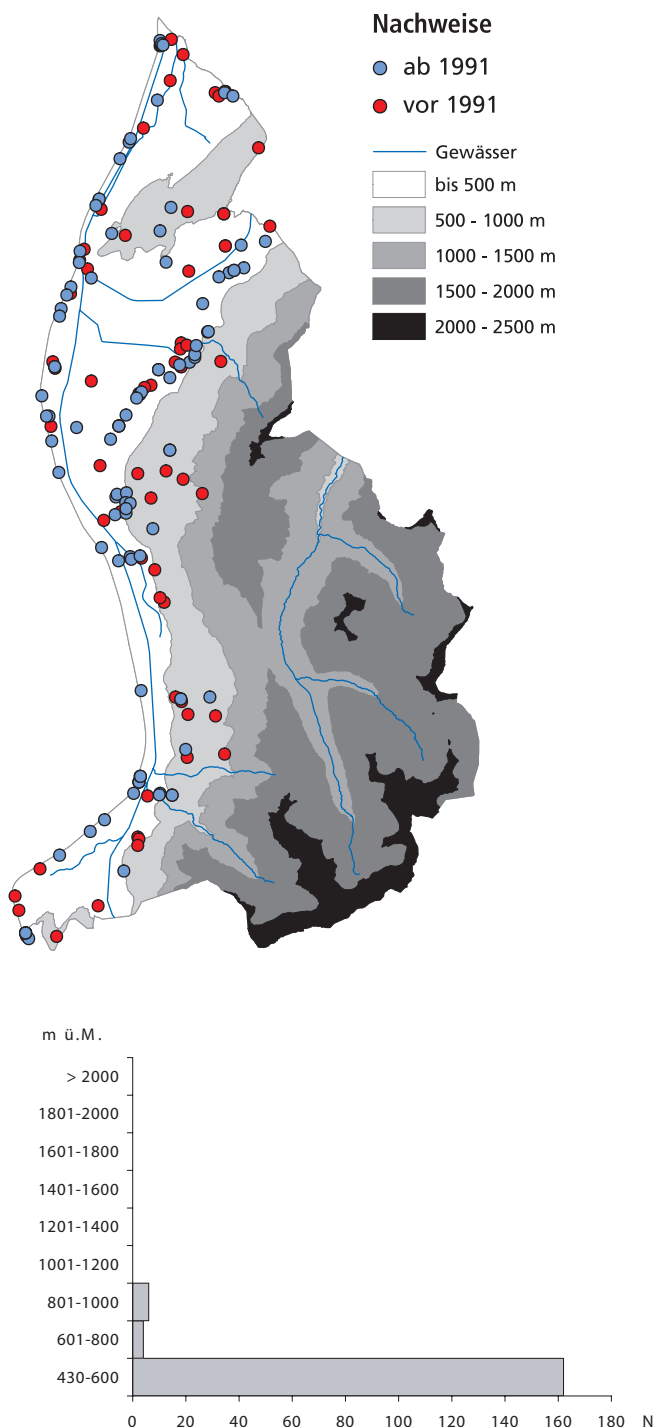 Nachweise
ab 1991
vor 1991
Gewässer
bis 500 m
500 - 1000 m
1000 - 1500 m
1500 - 2000 m
2000 - 2500 m
m ü.M.
> 2000
1801-2000
1601-1800
1401-1600
1201-1400
1001-1200
801-1000
601-800
430-600
0 20 40 60 80 100 120 140 160 180 N